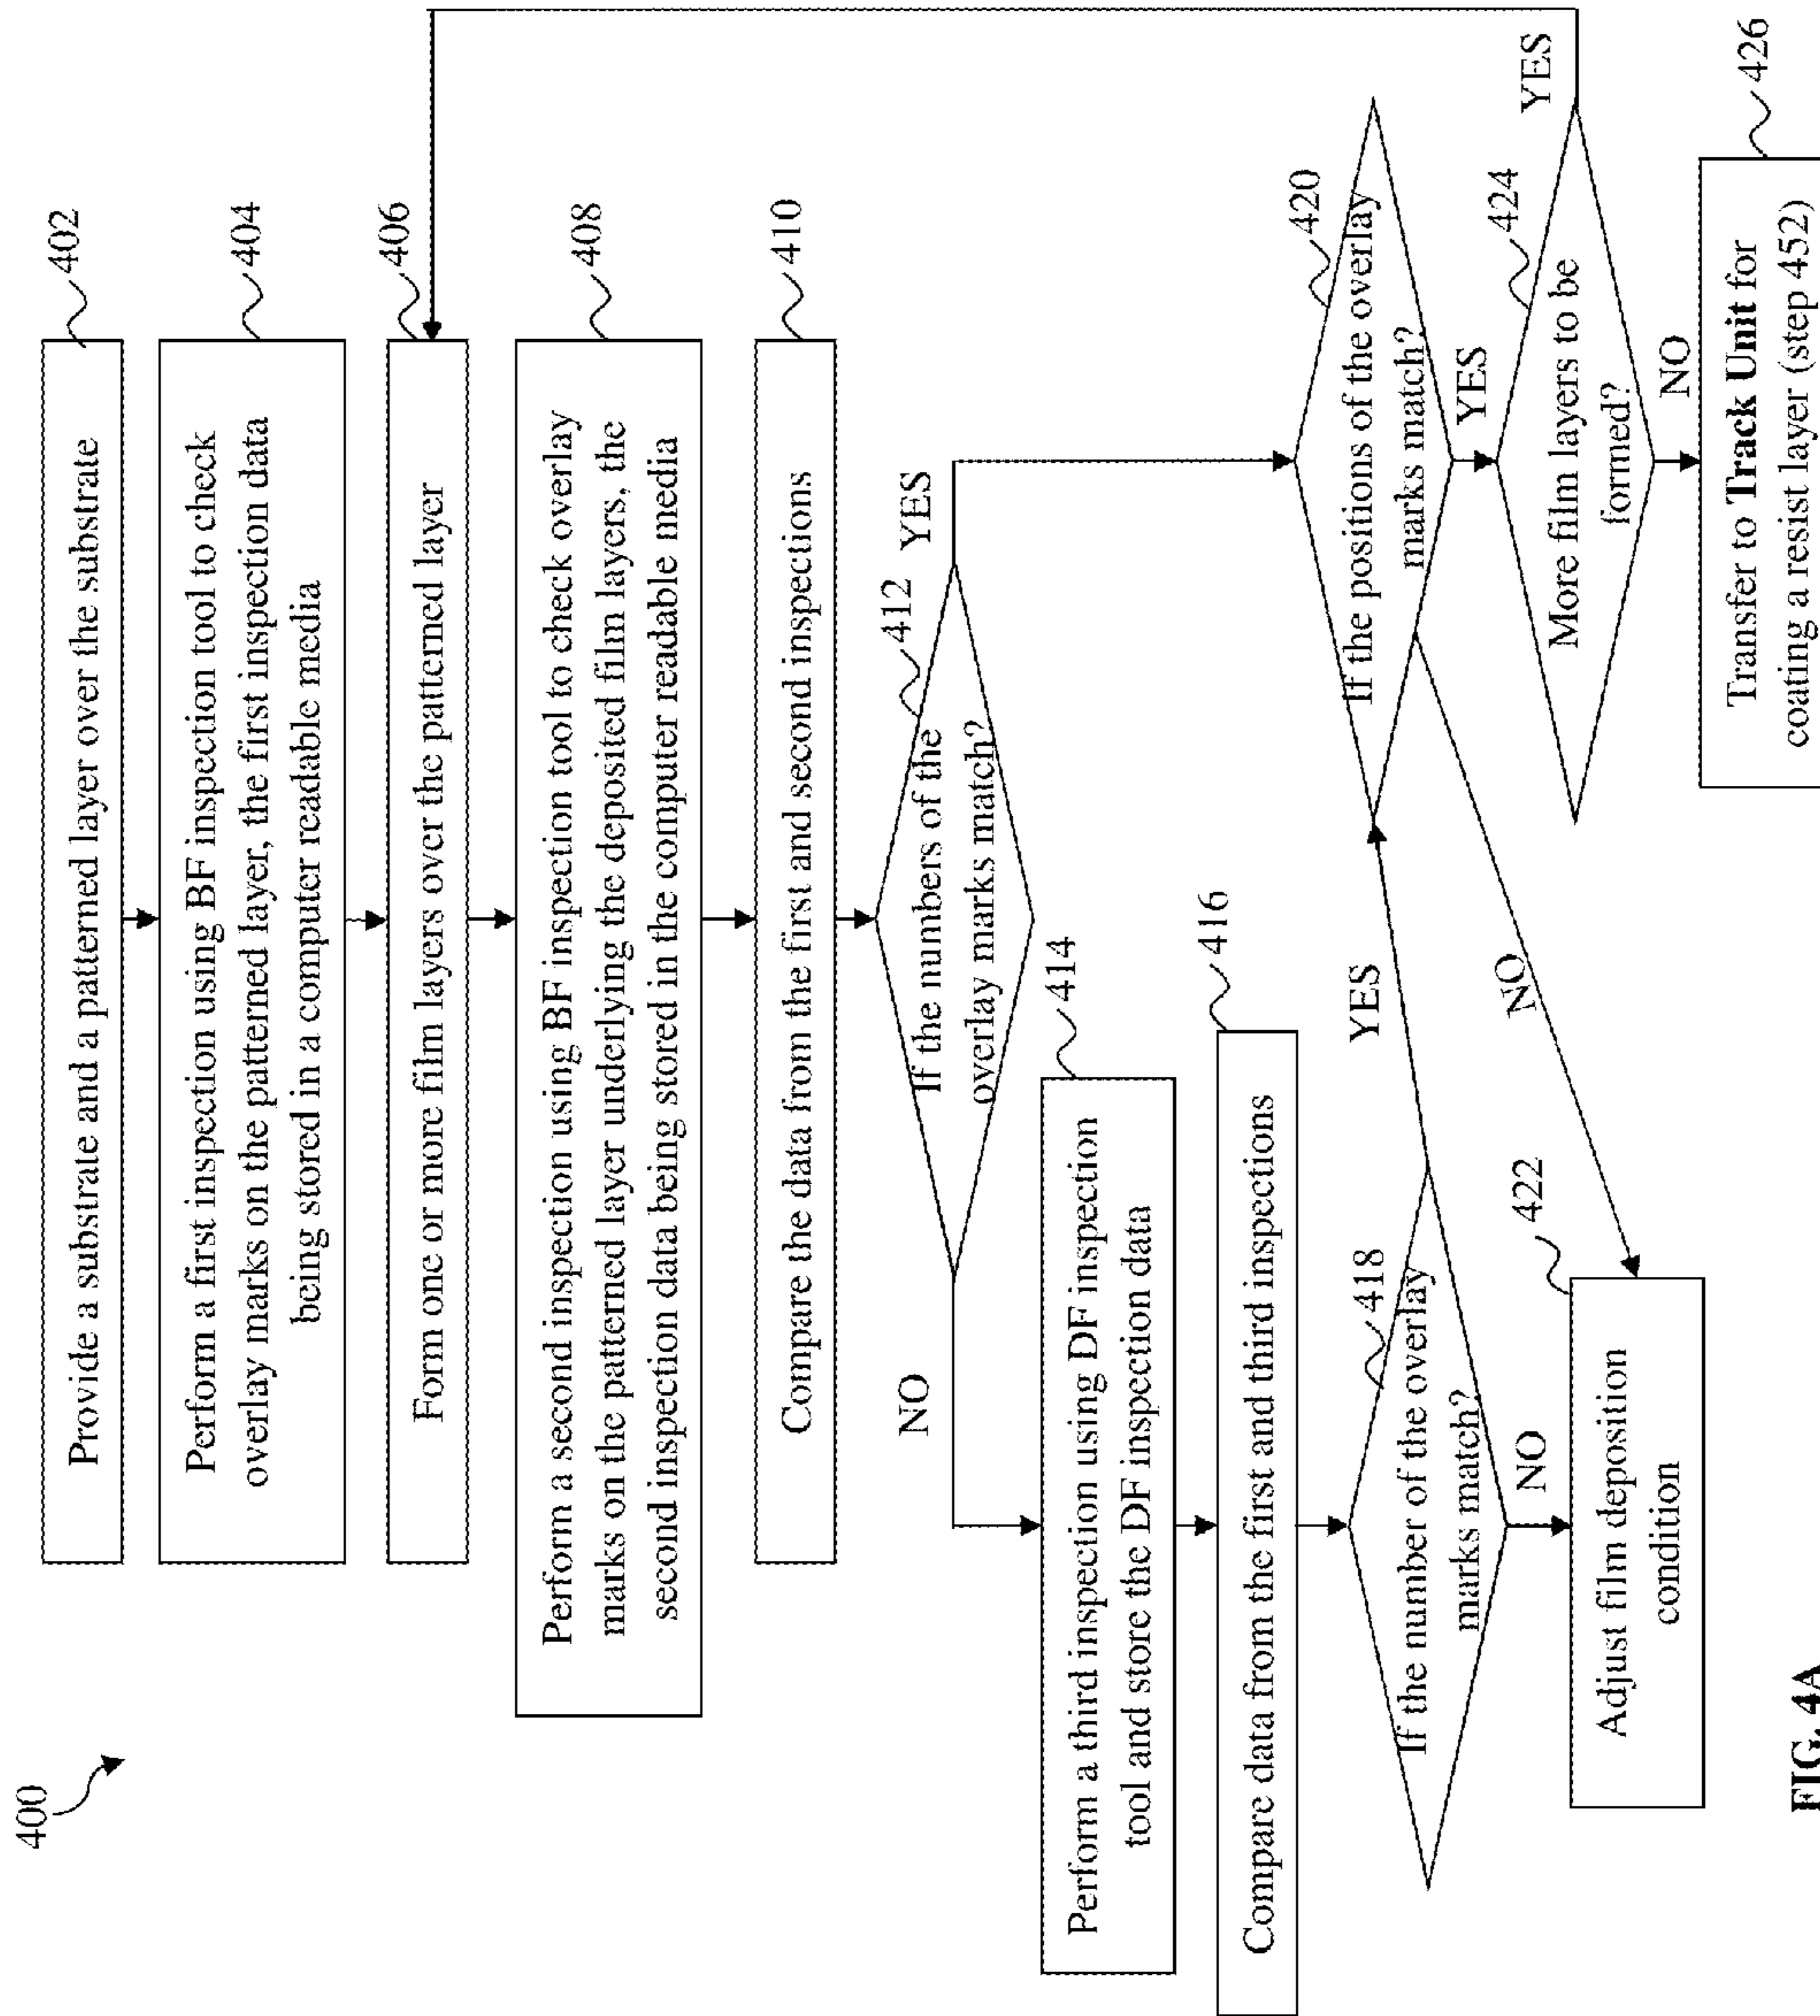 400
Provide a substrate and a patterned layer over the substrate
402
Perform a first inspection using BF inspection tool to check
overlay marks on the patterned layer, the first inspection data
being stored in a computer readable media
404
Form one or more film layers over the patterned layer
406
Perform a second inspection using BF inspection tool to check overlay
marks on the patterned layer underlying the deposited film layers, the
second inspection data being stored in the computer readable media
408
Compare the data from the first and second inspections
410
If the numbers of the
overlay marks match?
412
NO
YES
Perform a third inspection using DF inspection
tool and store the DF inspection data
414
Compare data from the first and third inspections
416
If the number of the overlay
marks match?
418
YES
NO
If the positions of the overlay
marks match?
420
NO
YES
Adjust film deposition
condition
422
More film layers to be
formed?
424
YES
NO
Transfer to Track Unit for
coating a resist layer (step 452)
426
FIG. 4A